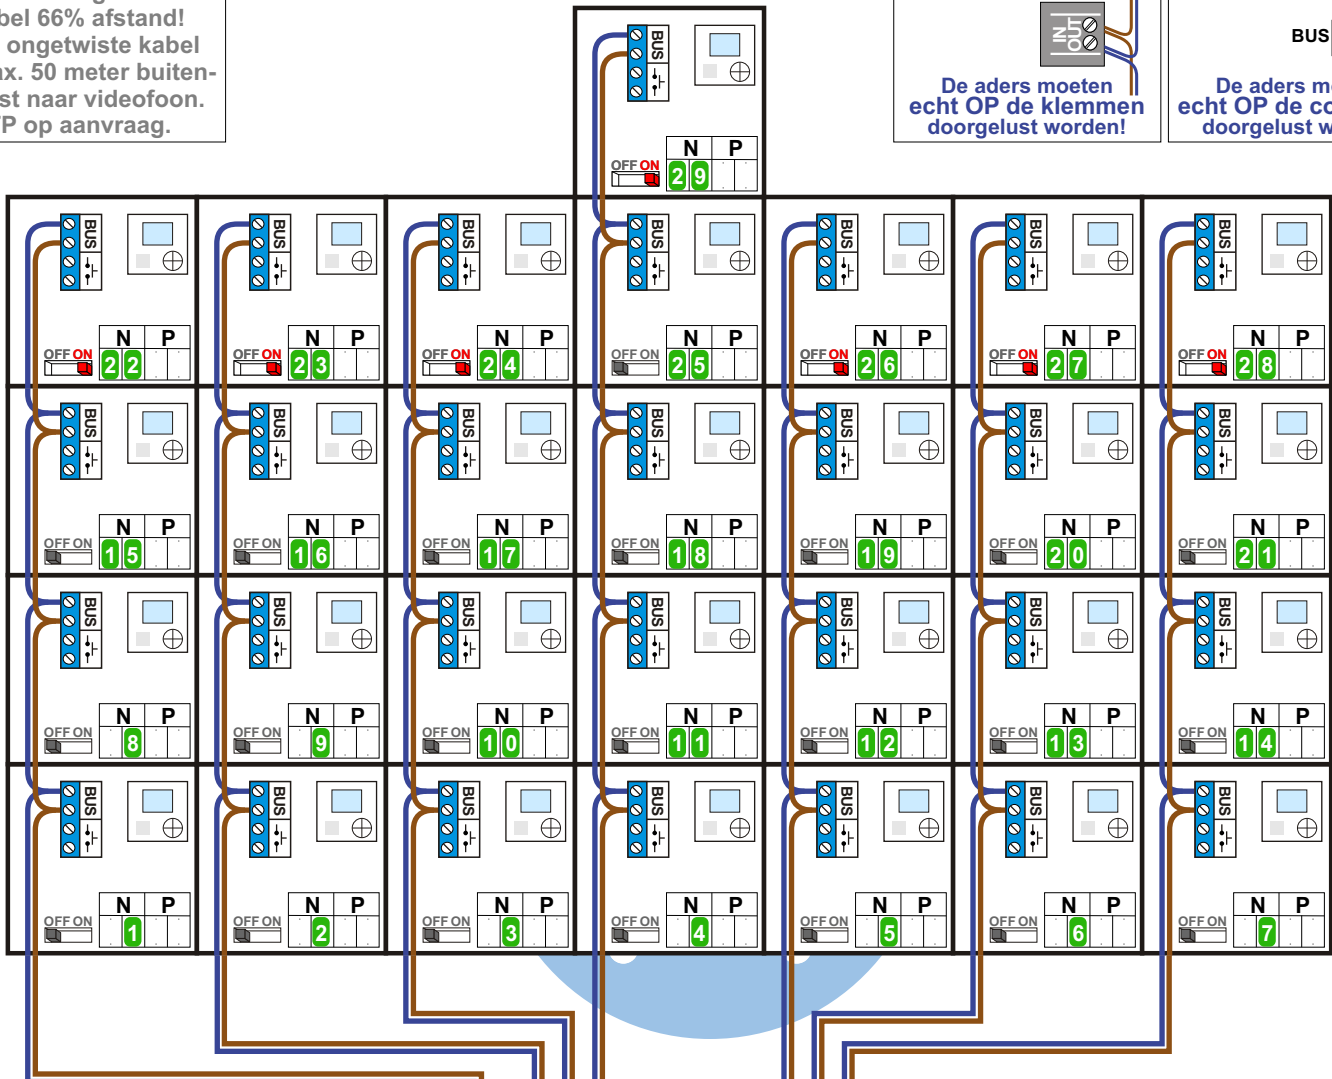 bel 66% afstand!
ongetwiste kabel
x. 50 meter buiten-
st naar videofoon.
P op aanvraag.
IN
OUT
De aders moeten
echt OP de klemmen
doorgelust worden!
BUS
De aders m
echt OP de co
doorgelust w
BUS
N P
OFF ON 29
BUS BUS BUS BUS BUS BUS BUS
N P N P N P N P N P N P N P
OFF ON 22 OFF ON 23 OFF ON 24 OFF ON 25 OFF ON 26 OFF ON 27 OFF ON 28
BUS BUS BUS BUS BUS BUS BUS
N P N P N P N P N P N P N P
OFF ON 15 OFF ON 16 OFF ON 17 OFF ON 18 OFF ON 19 OFF ON 20 OFF ON 21
BUS BUS BUS BUS BUS BUS BUS
N P N P N P N P N P N P N P
OFF ON 8 OFF ON 9 OFF ON 10 OFF ON 11 OFF ON 12 OFF ON 13 OFF ON 14
BUS BUS BUS BUS BUS BUS BUS
N P N P N P N P N P N P N P
OFF ON 1 OFF ON 2 OFF ON 3 OFF ON 4 OFF ON 5 OFF ON 6 OFF ON 7